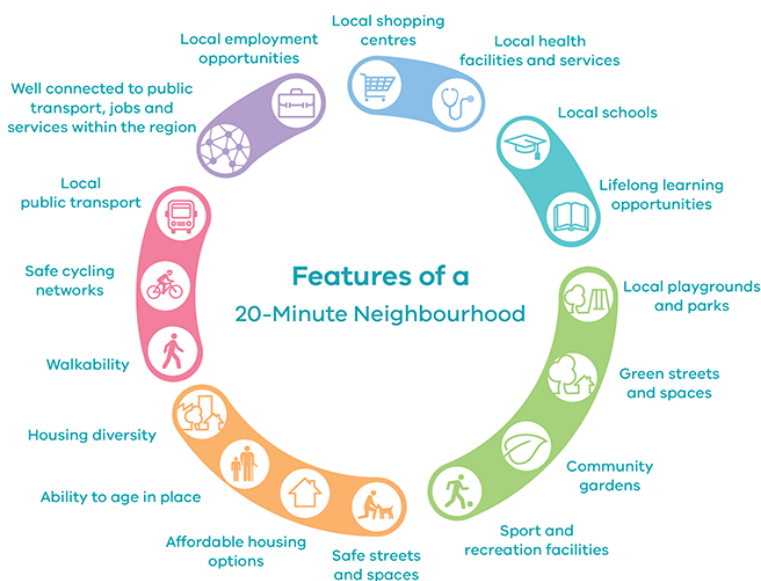 Features of a
20-Minute Neighbourhood
Local shopping
centres
Local health
facilities and services
Local schools
Lifelong learning
opportunities
Local playgrounds
and parks
Green streets
and spaces
Community
gardens
Sport and
recreation facilities
Safe streets
and spaces
Affordable housing
options
Ability to age in place
Housing diversity
Walkability
Safe cycling
networks
Local
public transport
Well connected to public
transport, jobs and
services within the region
Local employment
opportunities